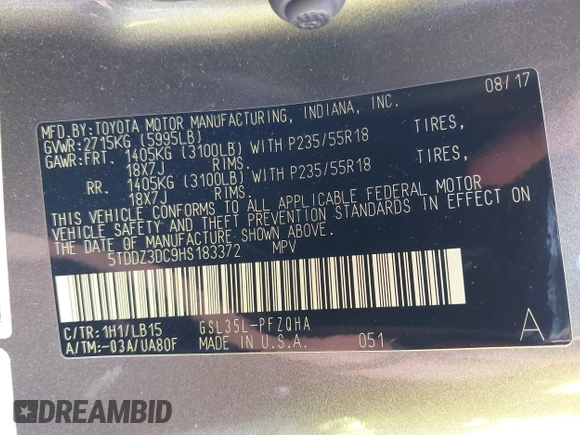 08/17
MFD.BY:TOYOTA MOTOR MANUFACTURING, INDIANA, INC.
GVWR:2715KG (5995LB)
GAWR:FRT. 1405KG (3100LB) WITH P235/55R18 TIRES,
18X7J RIMS.
RR. 1405KG (3100LB) WITH P235/55R18 TIRES,
18X7J RIMS.
THIS VEHICLE CONFORMS TO ALL APPLICABLE FEDERAL MOTOR
VEHICLE SAFETY AND THEFT PREVENTION STANDARDS IN EFFECT ON
THE DATE OF MANUFACTURE SHOWN ABOVE.
5TDDZ3DC9HS183372 MPV
C/TR:1H1/LB15 GSL35L-PFZQHA
A/TM:-03A/UA80F MADE IN U.S.A. 051 A
DREAMBID